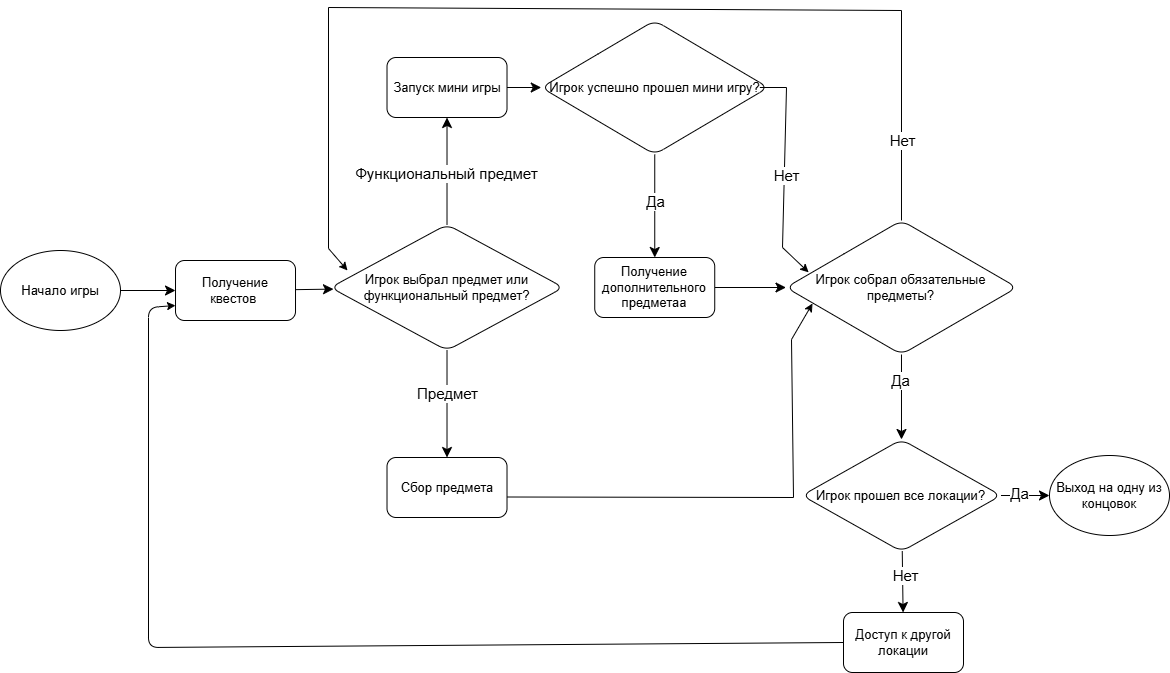 Начало игры
Получение
квестов
Игрок выбрал предмет или
функциональный предмет?
Функциональный предмет
Запуск мини игры
Игрок успешно прошел мини игру?
Да
Нет
Получение
дополнительного
предметаа
Предмет
Сбор предмета
Игрок собрал обязательные
предметы?
Нет
Да
Игрок прошел все локации?
Да
Выход на одну из
концовок
Нет
Доступ к другой
локации